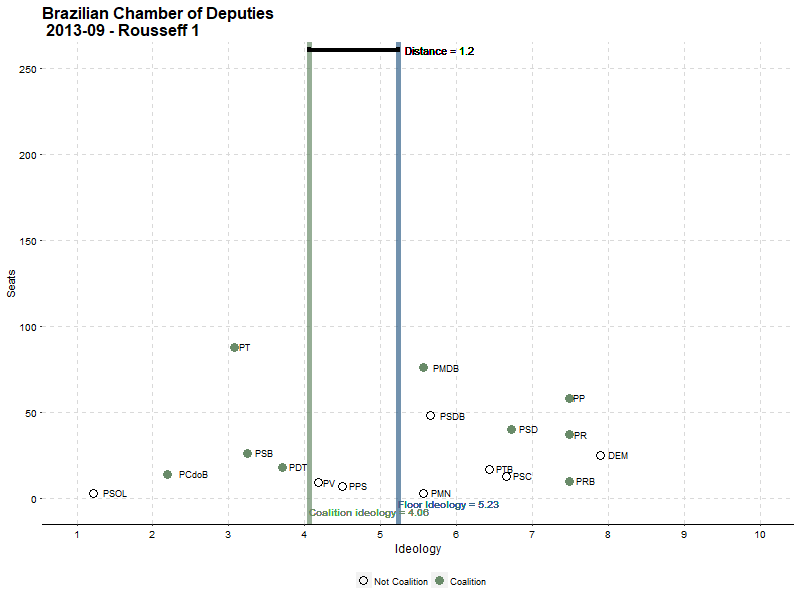 Brazilian Chamber of Deputies
2013-09 - Rousseff 1
Distance = 1.2
250
200
150
100
50
0
Seats
PT
PMDB
PP
PSDB
PSD
PR
PSB
DEM
PDT
PTB
PCdoB
PSC
PV
PPS
PRB
PSOL
PMN
Floor Ideology = 5.23
Coalition ideology = 4.06
1 2 3 4 5 6 7 8 9 10
Ideology
Not Coalition Coalition